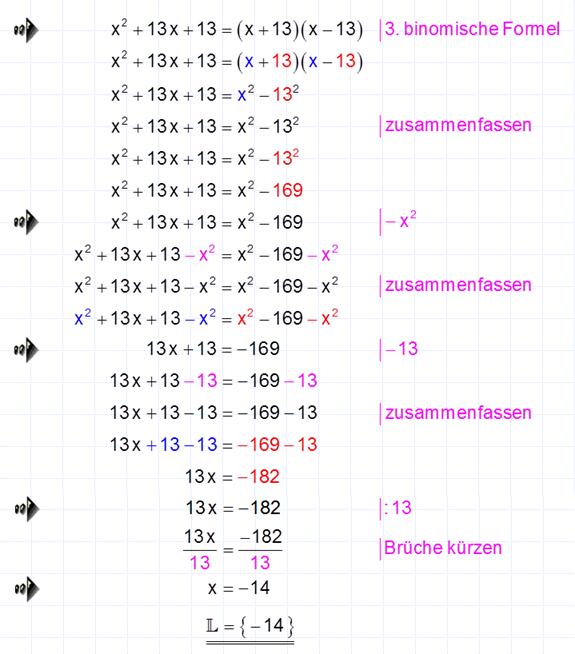 x² + 13x + 13 = (x + 13)(x − 13) |3. binomische Formel
x² + 13x + 13 = (x + 13)(x − 13)
x² + 13x + 13 = x² − 13²
x² + 13x + 13 = x² − 13² |zusammenfassen
x² + 13x + 13 = x² − 13²
x² + 13x + 13 = x² − 169
x² + 13x + 13 = x² − 169 |− x²
x² + 13x + 13 − x² = x² − 169 − x²
x² + 13x + 13 − x² = x² − 169 − x² |zusammenfassen
x² + 13x + 13 − x² = x² − 169 − x²
13x + 13 = −169 |−13
13x + 13 − 13 = −169 − 13
13x + 13 − 13 = −169 − 13 |zusammenfassen
13x + 13 − 13 = −169 − 13
13x = −182
13x = −182 |: 13
13x/13 = −182/13 |Brüche kürzen
x = −14
𝕃 = {−14}